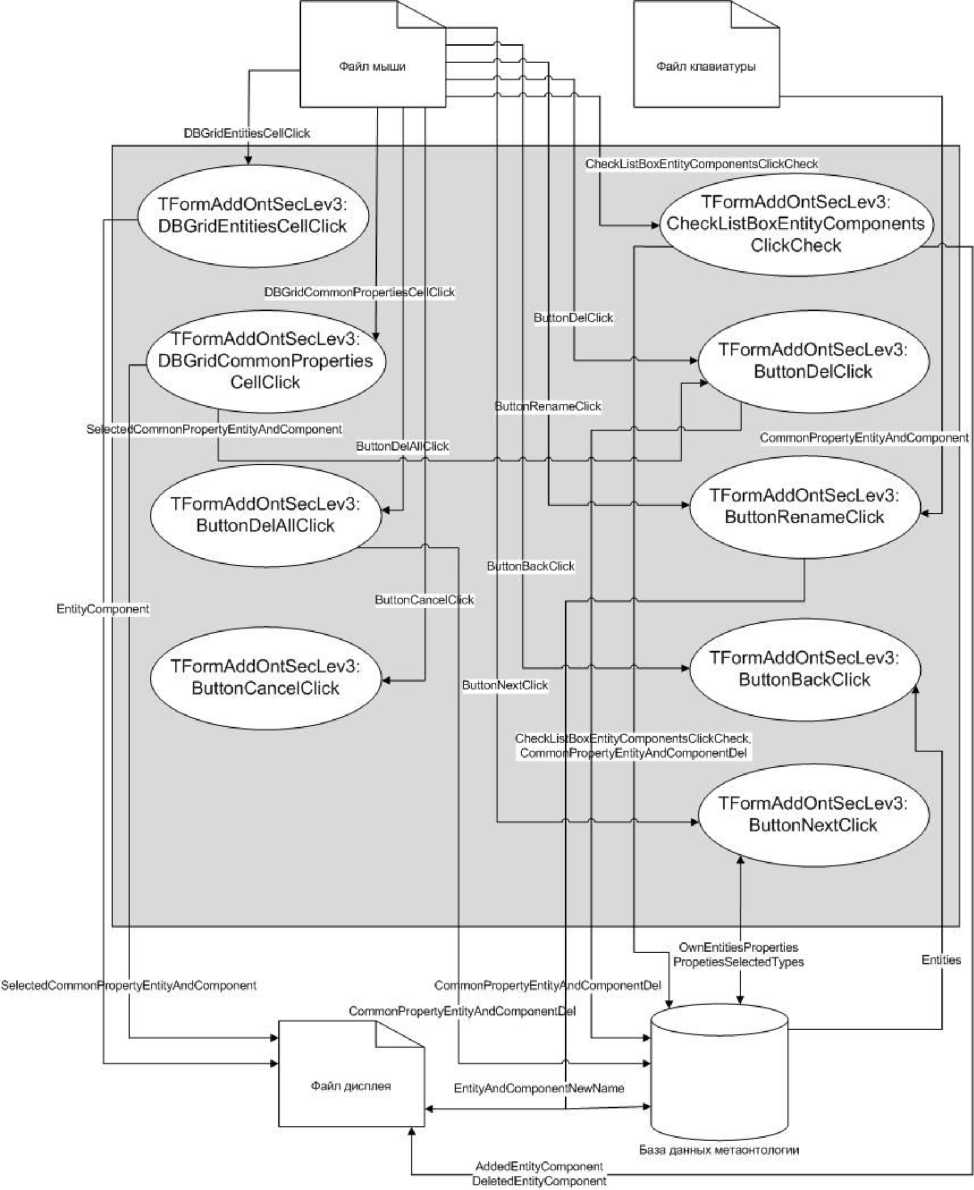 Файл мыши
Файл клавиатуры
DBGridEntitiesCellClick
CheckListBoxEntityComponentsClickCheck
TFormAddOntSecLev3:
DBGridEntitiesCellClick
TFormAddOntSecLev3:
CheckListBoxEntityComponents
ClickCheck
DBGridCommonPropertiesCellClick
ButtonDelClick
TFormAddOntSecLev3:
DBGridCommonProperties
CellClick
TFormAddOntSecLev3:
ButtonDelClick
ButtonRenameClick
SelectedCommonPropertyEntityAndComponent
CommonPropertyEntityAndComponent
ButtonDelAllClick
TFormAddOntSecLev3:
ButtonDelAllClick
TFormAddOntSecLev3:
ButtonRenameClick
ButtonBackClick
ButtonCancelClick
EntityComponent
TFormAddOntSecLev3:
ButtonCancelClick
TFormAddOntSecLev3:
ButtonBackClick
ButtonNextClick
CheckListBoxEntityComponentsClickCheck,
CommonPropertyEntityAndComponentDel
TFormAddOntSecLev3:
ButtonNextClick
OwnEntitiesProperties
PropetiesSelectedTypes
Entities
SelectedCommonPropertyEntityAndComponent
CommonPropertyEntityAndComponentDel
CommonPropertyEntityAndComponentDel
Файл дисплея
EntityAndComponentNewName
База данных метаонтологии
AddedEntityComponent
DeletedEntityComponent